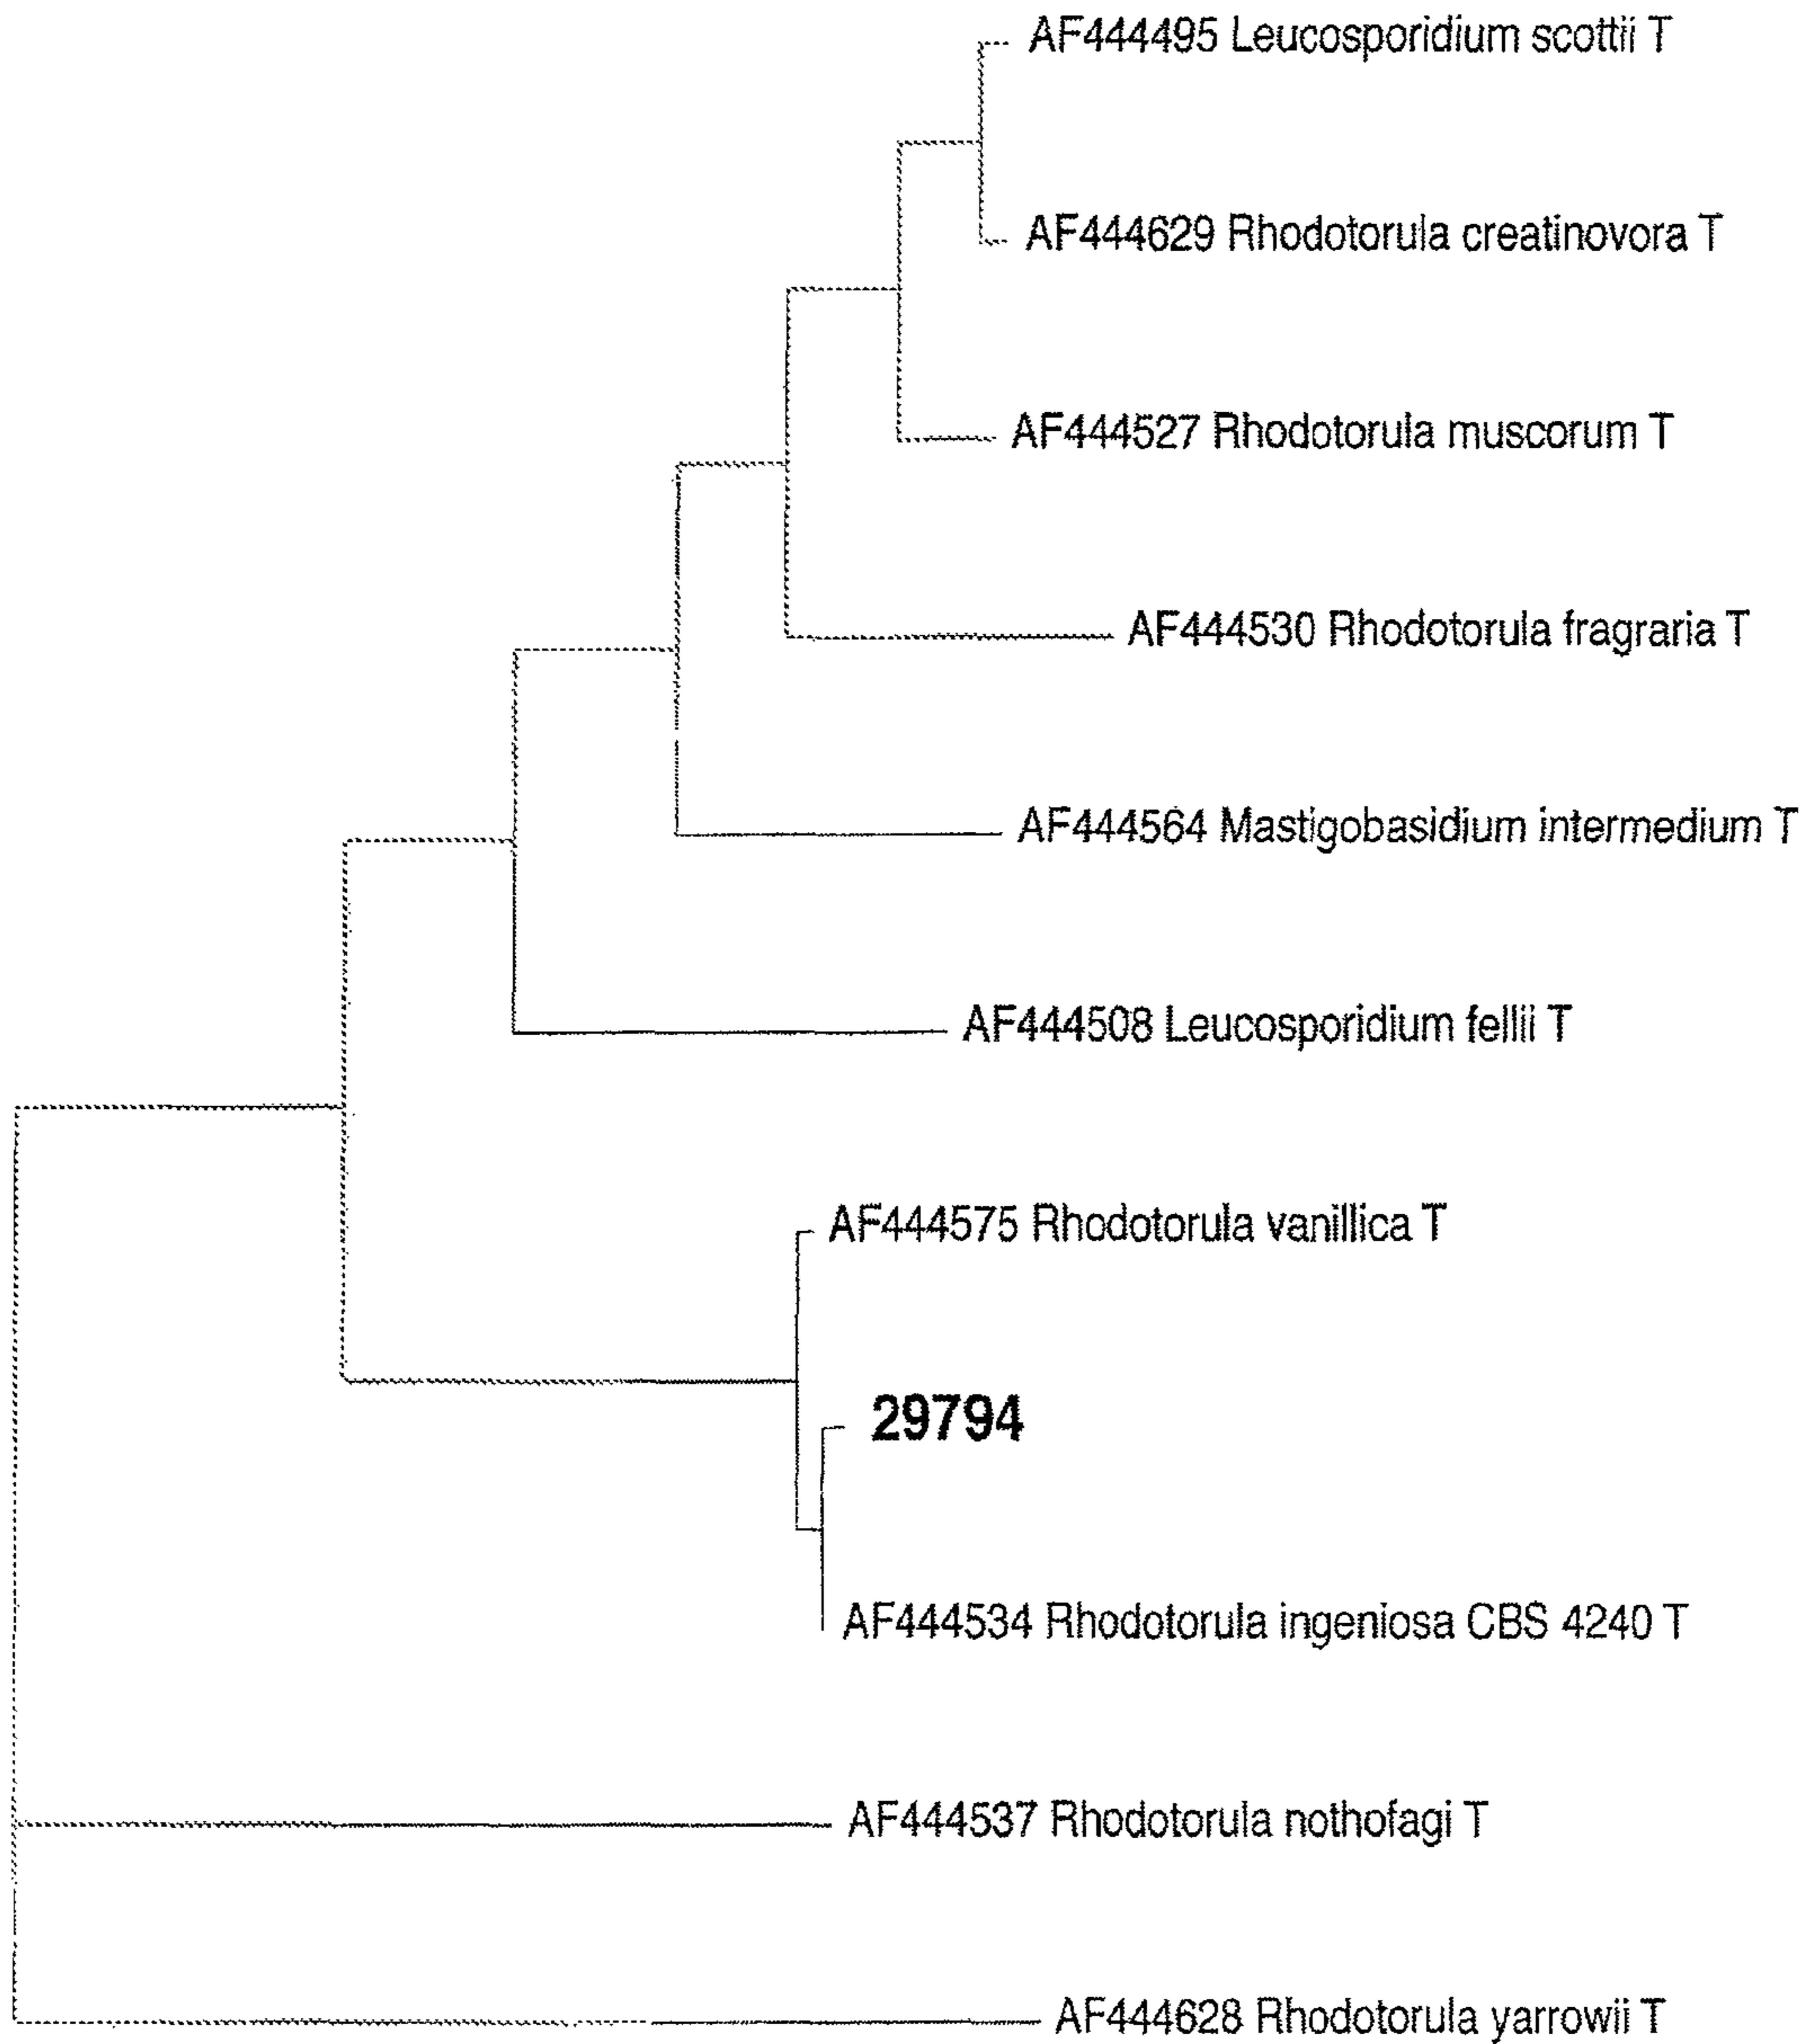 AF444495 Leucosporidium scottii T
AF444629 Rhodotorula creatinovora T
AF444527 Rhodotorula muscorum T
AF444530 Rhodotorula fragraria T
AF444564 Mastigobasidium intermedium T
AF444508 Leucosporidium fellii T
AF444575 Rhodotorula vanillica T
29794
AF444534 Rhodotorula ingeniosa CBS 4240 T
AF444537 Rhodotorula nothofagi T
AF444628 Rhodotorula yarrowii T